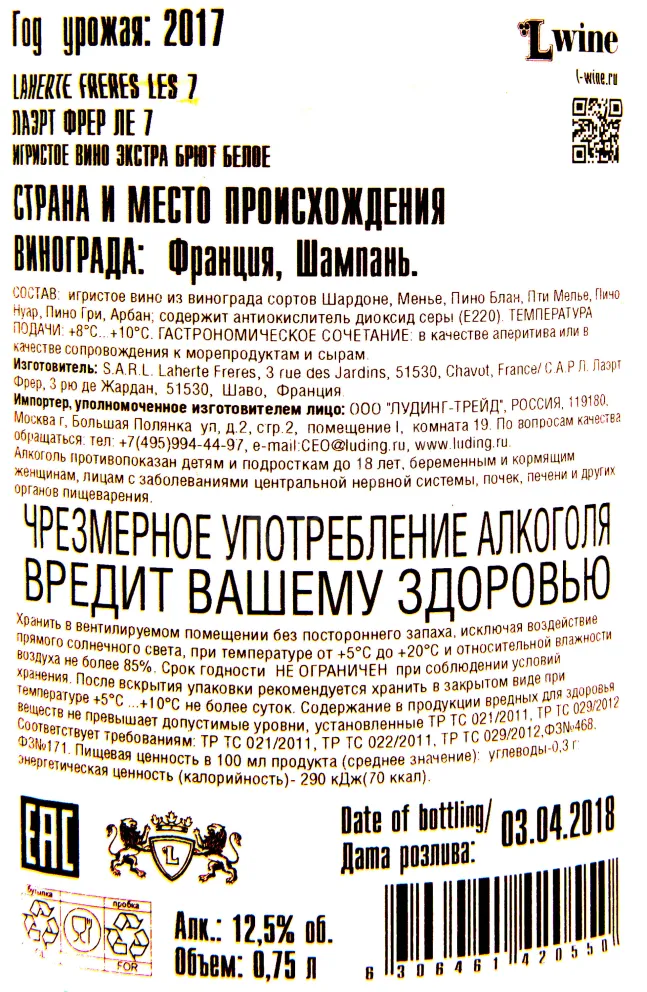 Год урожая: 2017
Lwine
l-wine.ru
LAHERTE FRERES LES 7
ЛАЭРТ ФРЕР ЛЕ 7
ИГРИСТОЕ ВИНО ЭКСТРА БРЮТ БЕЛОЕ
СТРАНА И МЕСТО ПРОИСХОЖДЕНИЯ
ВИНОГРАДА: Франция, Шампань.
СОСТАВ: игристое вино из винограда сортов Шардоне, Менье, Пино Блан, Пти Мелье, Пино
Нуар, Пино Гри, Арбан; содержит антиокислитель диоксид серы (Е220). ТЕМПЕРАТУРА
ПОДАЧИ: +8°С...+10°С. ГАСТРОНОМИЧЕСКОЕ СОЧЕТАНИЕ: в качестве аперитива или в
качестве сопровождения к морепродуктам и сырам.
Изготовитель: S.A.R.L. Laherte Freres, 3 rue des Jardins, 51530, Chavot, France/ С.А.Р.Л. Лаэрт
Фрер, 3 рю де Жардан, 51530, Шаво, Франция.
Импортер, уполномоченное изготовителем лицо: ООО "ЛУДИНГ-ТРЕЙД", РОССИЯ, 119180,
Москва г, Большая Полянка ул, д.2, стр.2, помещение I, комната 19. По вопросам качества
обращаться: тел: +7(495)994-44-97, e-mail:CEO@luding.ru, www.luding.ru.
Алкоголь противопоказан детям и подросткам до 18 лет, беременным и кормящим
женщинам, лицам с заболеваниями центральной нервной системы, почек, печени и других
органов пищеварения.
ЧРЕЗМЕРНОЕ УПОТРЕБЛЕНИЕ АЛКОГОЛЯ
ВРЕДИТ ВАШЕМУ ЗДОРОВЬЮ
Хранить в вентилируемом помещении без постороннего запаха, исключая воздействие
прямого солнечного света, при температуре от +5°С до +20°С и относительной влажности
воздуха не более 85%. Срок годности НЕ ОГРАНИЧЕН при соблюдении условий
хранения. После вскрытия упаковки рекомендуется хранить в закрытом виде при
температуре +5°С ...+10°С не более суток. Содержание в продукции вредных для здоровья
веществ не превышает допустимые уровни, установленные ТР ТС 021/2011, ТР ТС 029/2012
Соответствует требованиям: ТР ТС 021/2011, ТР ТС 022/2011, ТР ТС 029/2012,ФЗ№468.
ФЗ№171. Пищевая ценность в 100 мл продукта (среднее значение): углеводы-0,3 г
энергетическая ценность (калорийность)- 290 кДж(70 ккал).
EAC
L
Date of bottling/
Дата розлива:
03.04.2018
бутылка
пробка
FOR
Алк.: 12,5% об.
Объем: 0,75 л
6 306461 420550